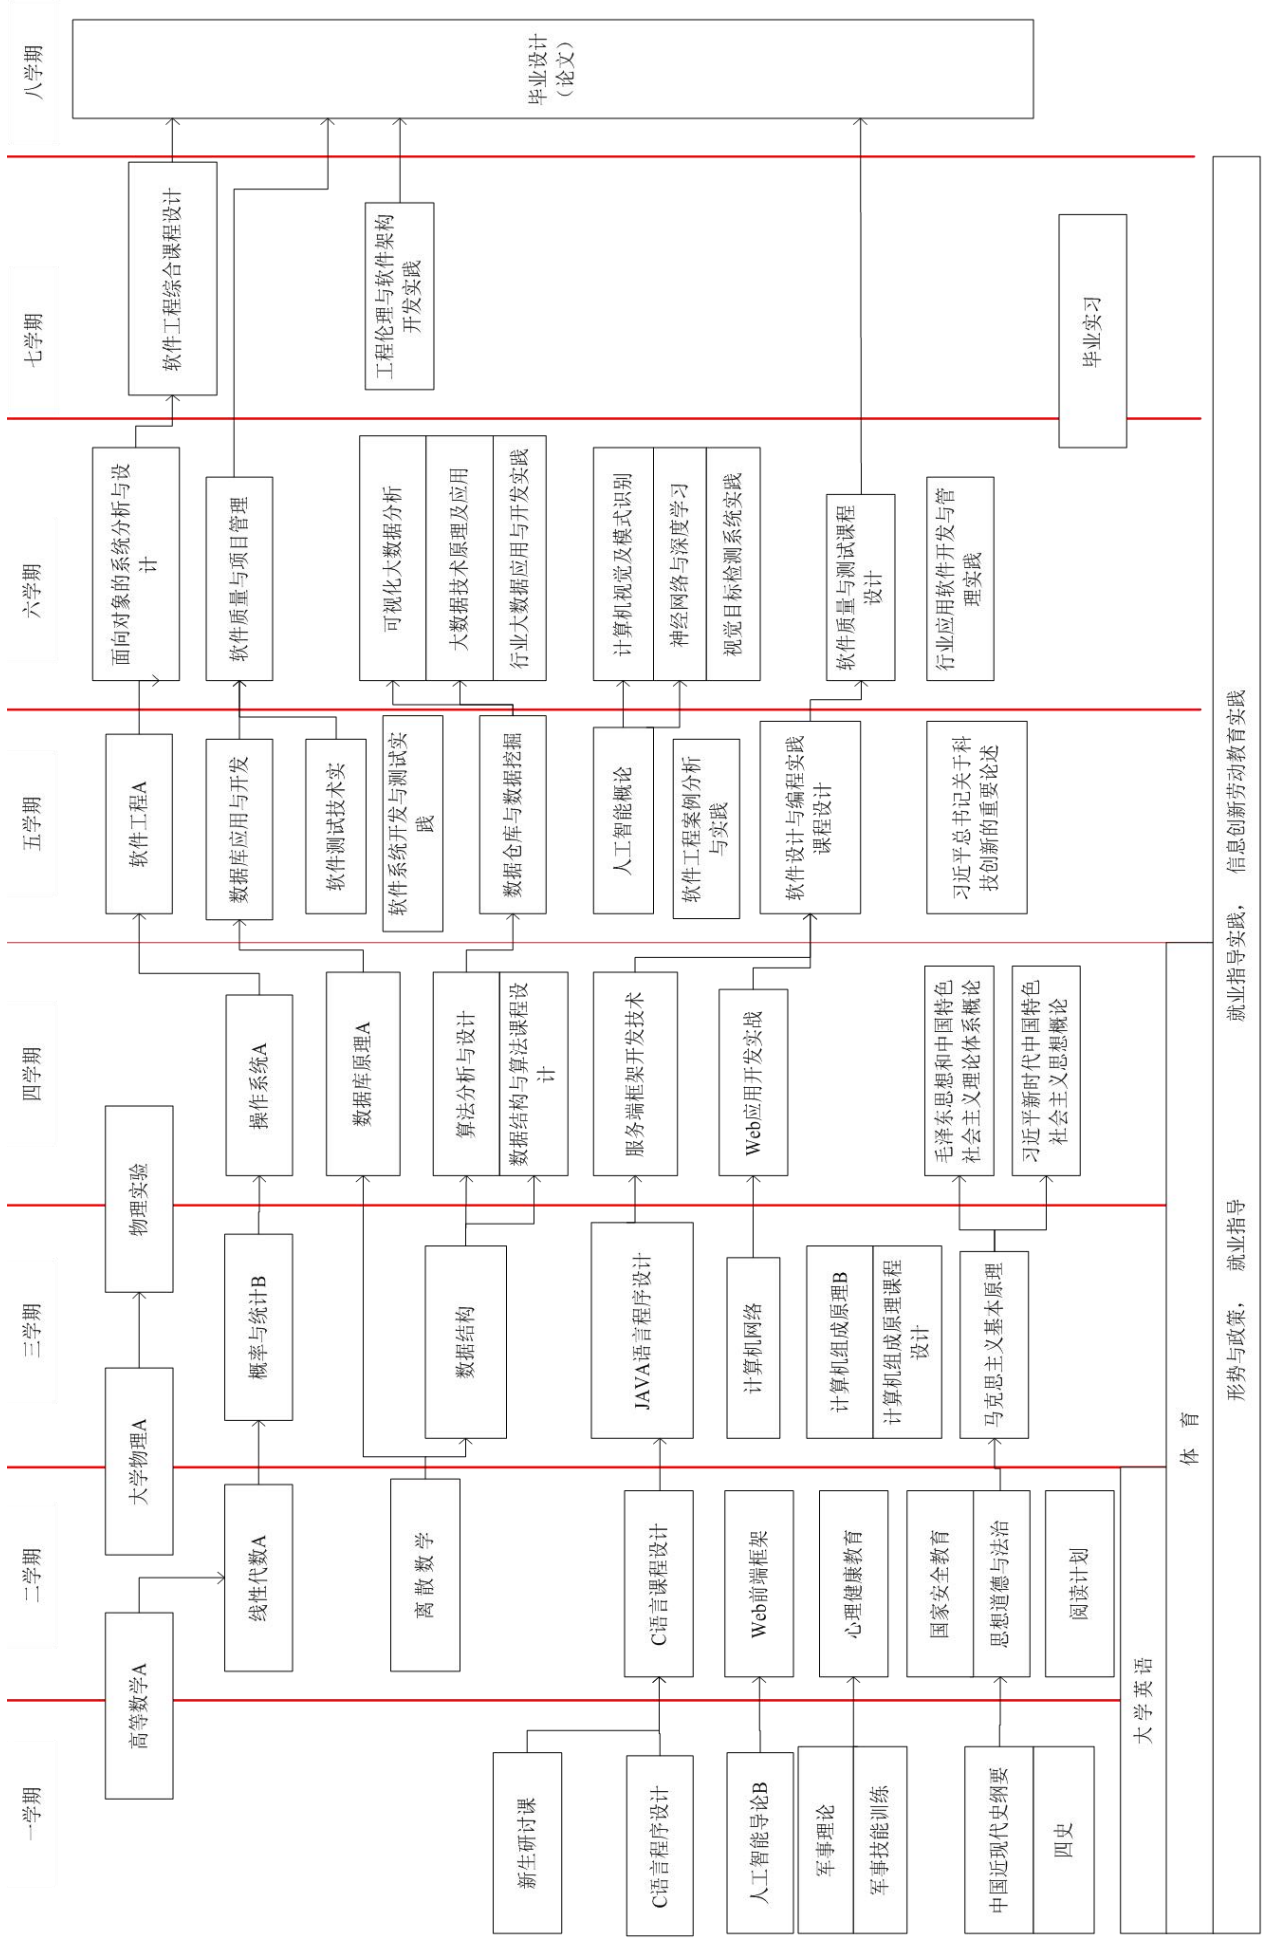 一学期
二学期
三学期
四学期
五学期
六学期
七学期
八学期
高等数学A
新生研讨课
C语言程序设计
人工智能导论B
军事理论
军事技能训练
中国近现代史纲要
四史
大学物理A
线性代数A
离散数学
C语言课程设计
Web前端框架
心理健康教育
国家安全教育
思想道德与法治
阅读计划
大学英语
物理实验
概率与统计B
数据结构
JAVA语言程序设计
计算机网络
计算机组成原理B
计算机组成原理课程
设计
马克思主义基本原理
体 育
操作系统A
数据库原理A
算法分析与设计
数据结构与算法课程设
计
服务端框架开发技术
Web应用开发实战
毛泽东思想和中国特色
社会主义理论体系概论
习近平新时代中国特色
社会主义思想概论
软件工程A
数据库应用与开发
软件测试技术实
软件系统开发与测试实
践
数据仓库与数据挖掘
人工智能概论
软件工程案例分析
与实践
软件设计与编程实践
课程设计
习近平总书记关于科
技创新的重要论述
面向对象的系统分析与设
计
软件质量与项目管理
可视化大数据分析
大数据技术原理及应用
行业大数据应用与开发实践
计算机视觉及模式识别
神经网络与深度学习
视觉目标检测系统实践
软件质量与测试课程
设计
行业应用软件开发与管
理实践
软件工程综合课程设计
工程伦理与软件架构
开发实践
毕业实习
毕业设计
（论文）
形势与政策， 就业指导 就业指导实践， 信息创新劳动教育实践